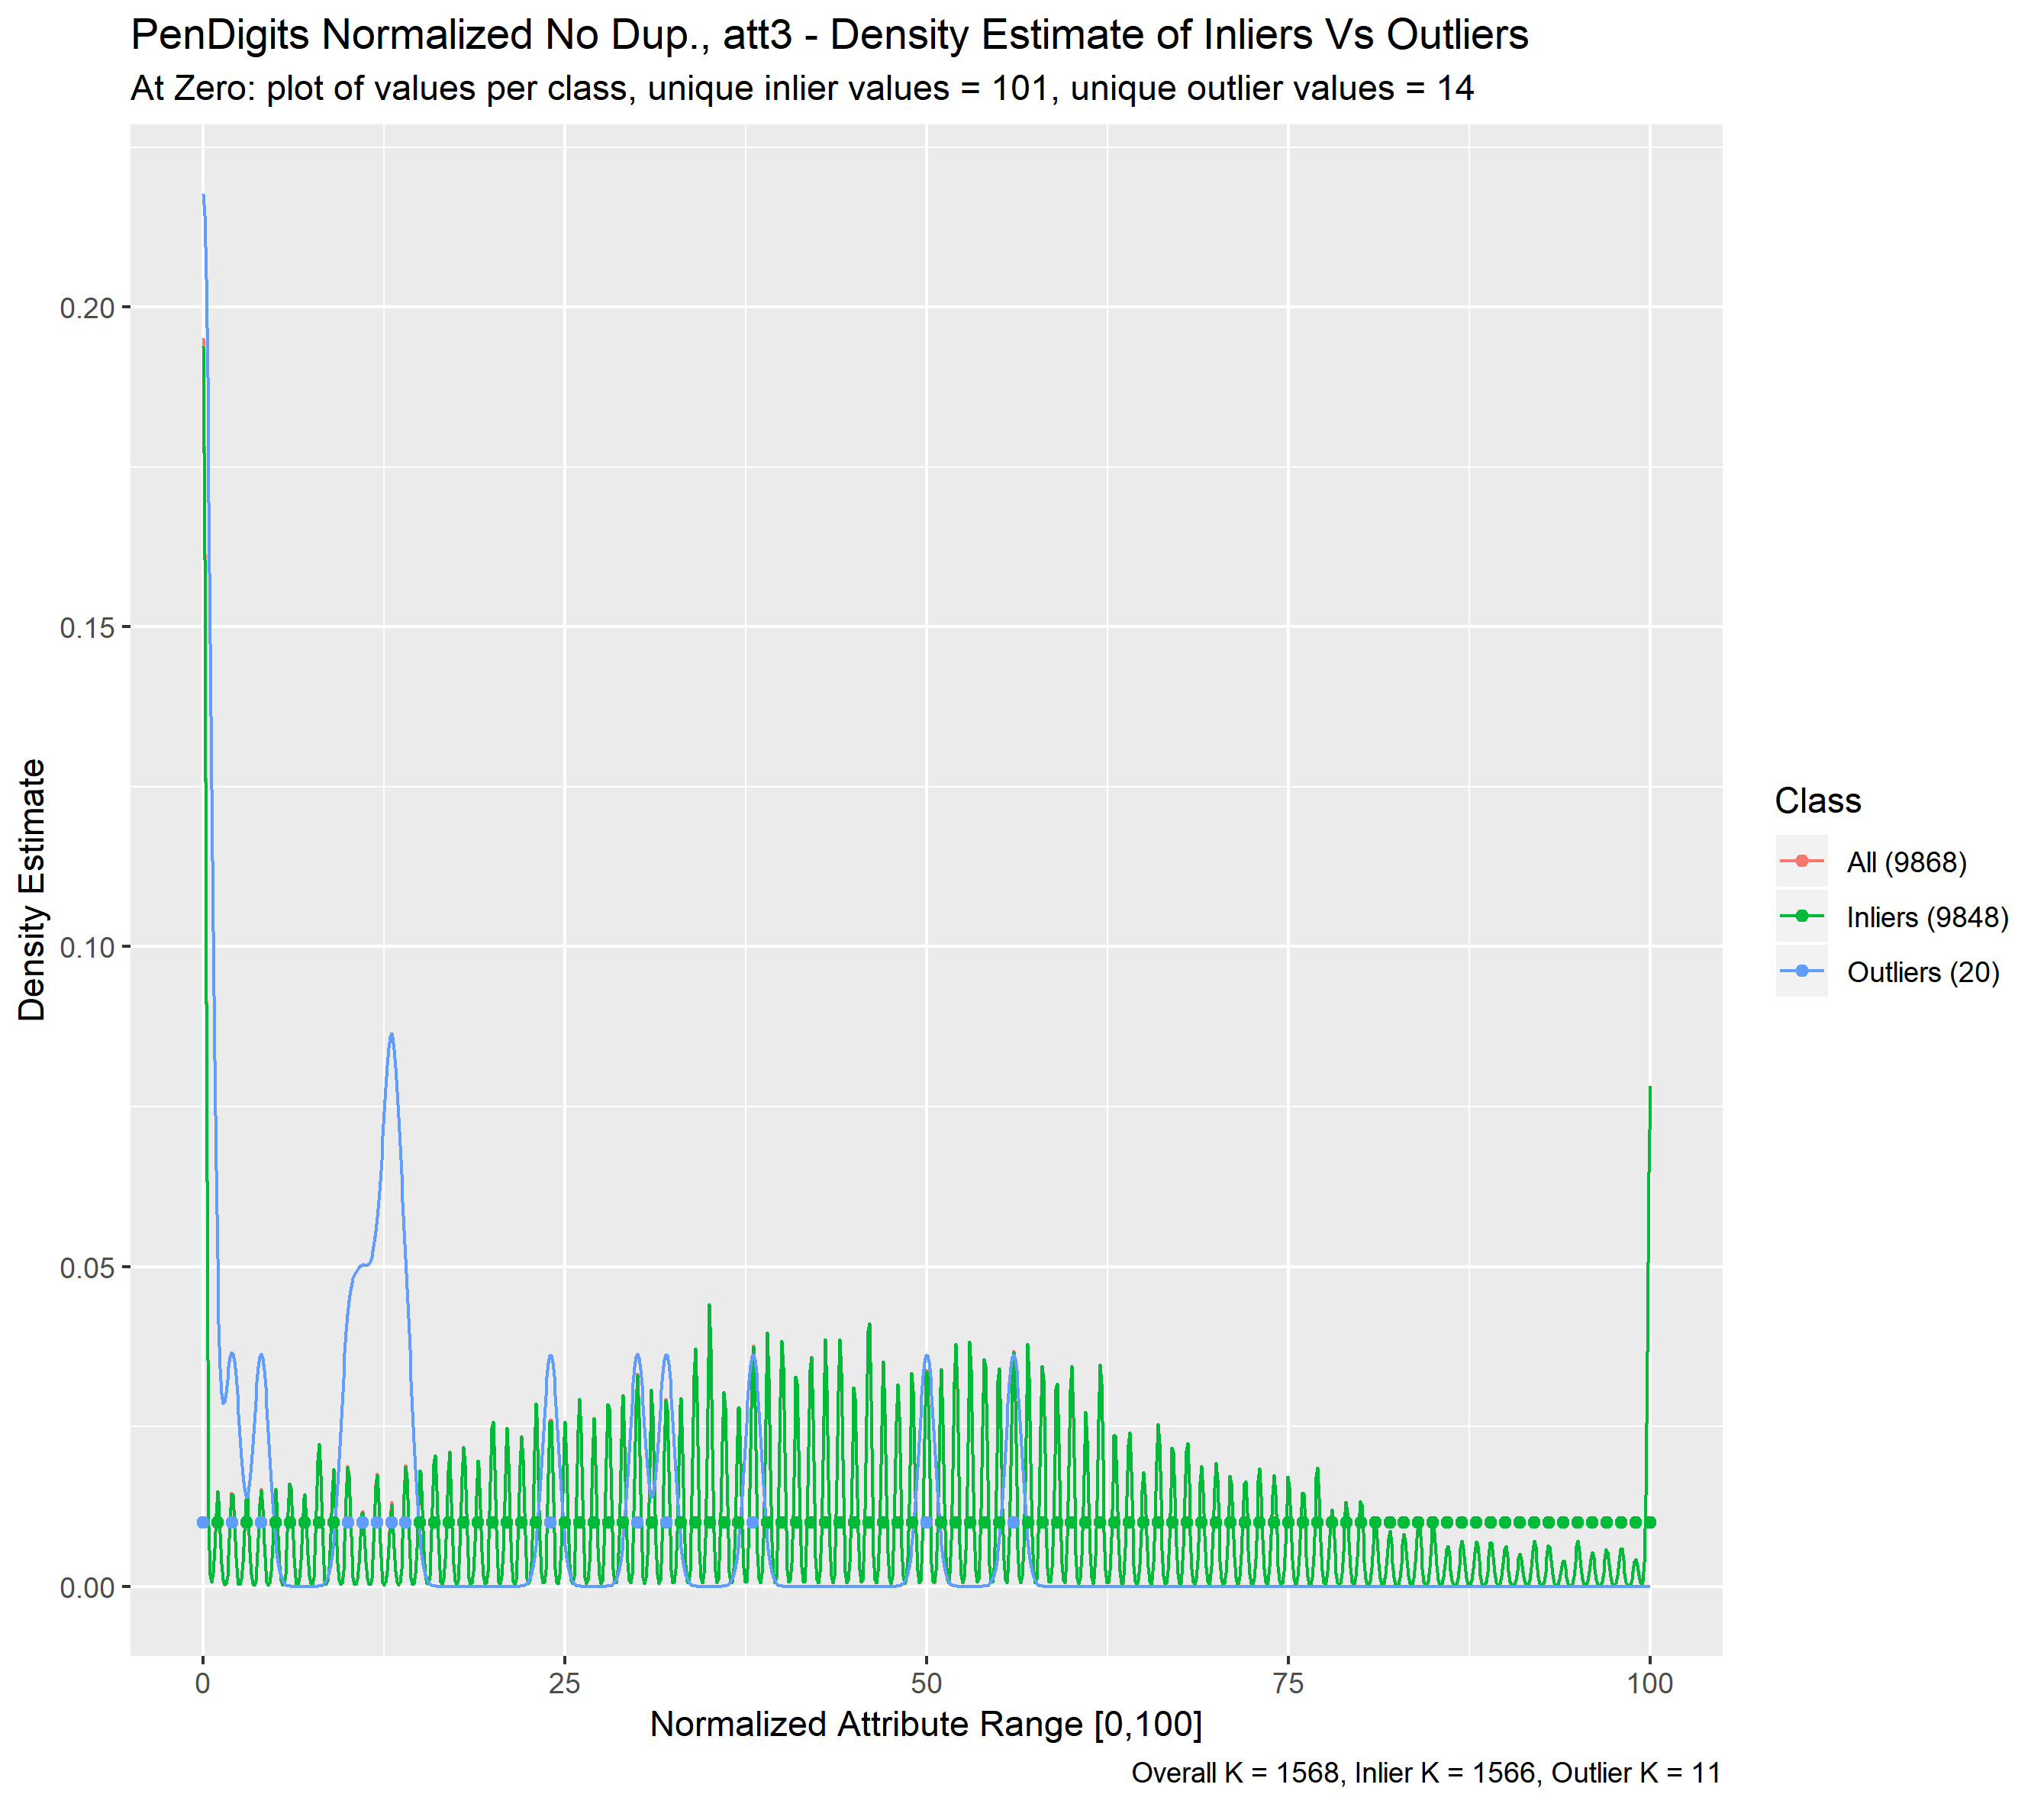 PenDigits Normalized No Dup., att3 - Density Estimate of Inliers Vs Outliers
At Zero: plot of values per class, unique inlier values = 101, unique outlier values = 14
Density Estimate
0.20
0.15
0.10
0.05
0.00
0 25 50 75 100
Normalized Attribute Range [0,100]
Overall K = 1568, Inlier K = 1566, Outlier K = 11
Class
All (9868)
Inliers (9848)
Outliers (20)